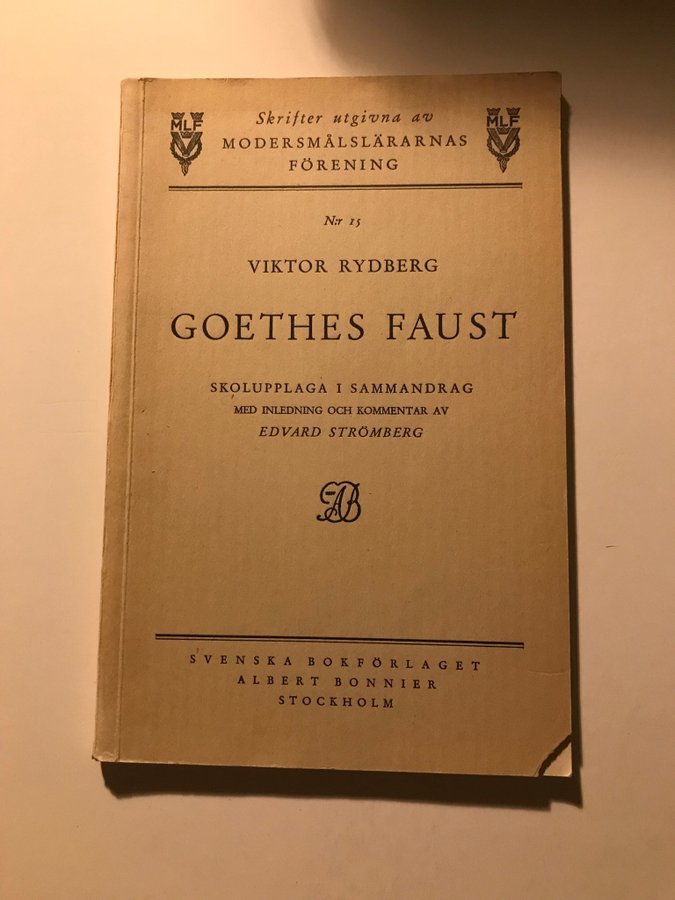 MLF
Skrifter utgivna av
MLF
MODERSMÅLSLÄRARNAS
FÖRENING
N:r 15
VIKTOR RYDBERG
GOETHES FAUST
SKOLUPPLAGA I SAMMANDRAG
MED INLEDNING OCH KOMMENTAR AV
EDVARD STRÖMBERG
AB
SVENSKA BOKFÖRLAGET
ALBERT BONNIER
STOCKHOLM